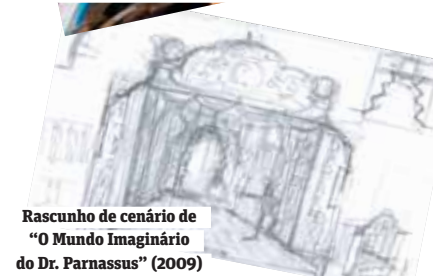 Rascunho de cenário de
“O Mundo Imaginário
do Dr. Parnassus” (2009)